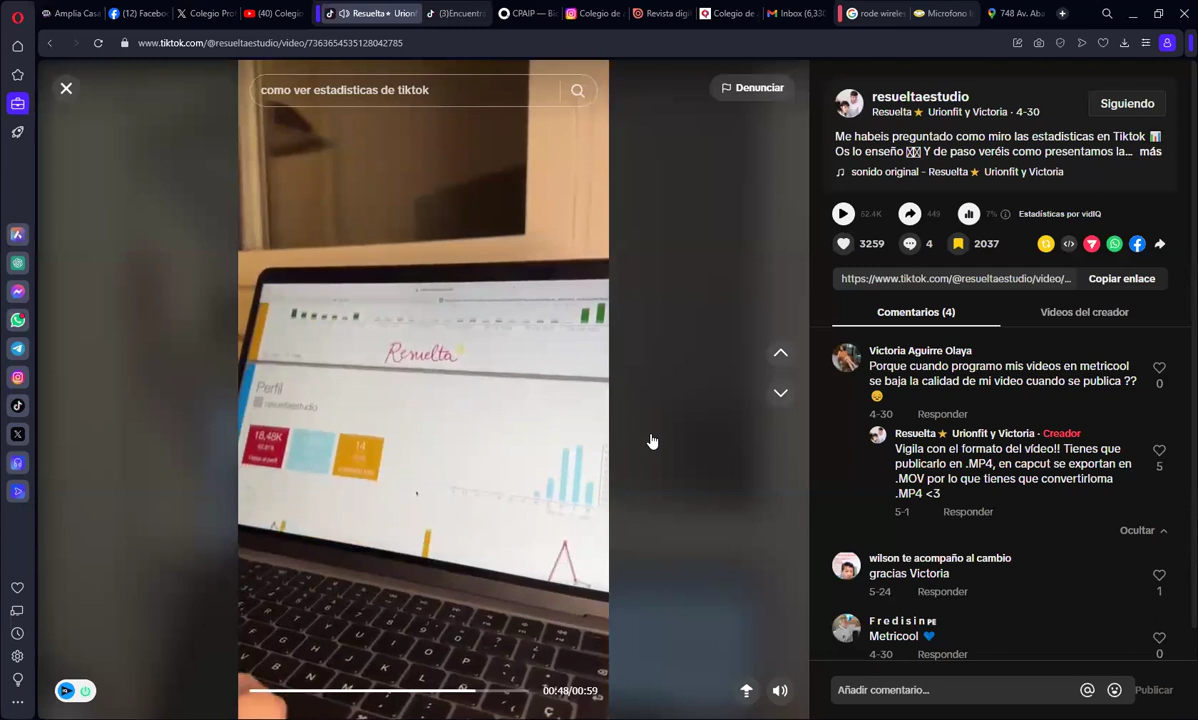 Amplia Casa
(12) Facebo
Colegio Prof
(40) Colegio
Resuelta★ Urionf
(3)Encuentra
CPAIP — Bio
Colegio de
Revista digi
Colegio de
Inbox (6,33
rode wireles
Microfono I
748 Av. Aba
www.tiktok.com/@resueltaestudio/video/7363654535128042785
como ver estadisticas de tiktok
Denunciar
resueltaestudio
Siguiendo
Resuelta⭐ Urionfit y Victoria · 4-30
Me habeis preguntado como miro las estadisticas en Tiktok 📊
Os lo enseño Y de paso veréis como presentamos la... más
♫ sonido original - Resuelta⭐ Urionfit y Victoria
52.4K
449
7%
Estadísticas por vidIQ
3259
4
2037
https://www.tiktok.com/@resueltaestudio/video/...
Copiar enlace
Comentarios (4)
Videos del creador
Victoria Aguirre Olaya
Porque cuando programo mis videos en metricool
se baja la calidad de mi video cuando se publica ??
😞
0
4-30
Responder
Resuelta⭐ Urionfit y Victoria · Creador
Vigila con el formato del vídeo!! Tienes que
publicarlo en .MP4, en capcut se exportan en
.MOV por lo que tienes que convertirloma
.MP4 <3
5
5-1
Responder
Ocultar
wilson te acompaño al cambio
gracias Victoria
5-24
Responder
1
F r e d i s i n 🇵🇪
Metricool 💙
4-30
Responder
0
Añadir comentario...
Publicar
Resuelta
Perfil
resueltaestudio
18,48K
14
00:48/00:59